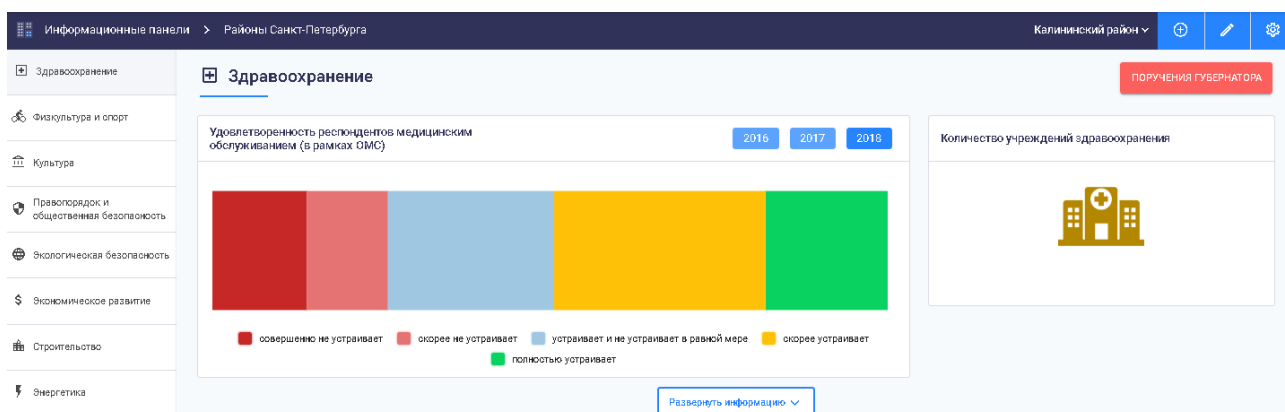 Информационные панели > Районы Санкт-Петербурга
Калининский район
Здравоохранение
Физкультура и спорт
Культура
Правопорядок и
общественная безопасность
Экологическая безопасность
Экономическое развитие
Строительство
Энергетика
Здравоохранение
ПОРУЧЕНИЯ ГУБЕРНАТОРА
Удовлетворенность респондентов медицинским
обслуживанием (в рамках ОМС)
2016 2017 2018
совершенно не устраивает скорее не устраивает устраивает и не устраивает в равной мере скорее устраивает
полностью устраивает
Количество учреждений здравоохранения
Развернуть информацию